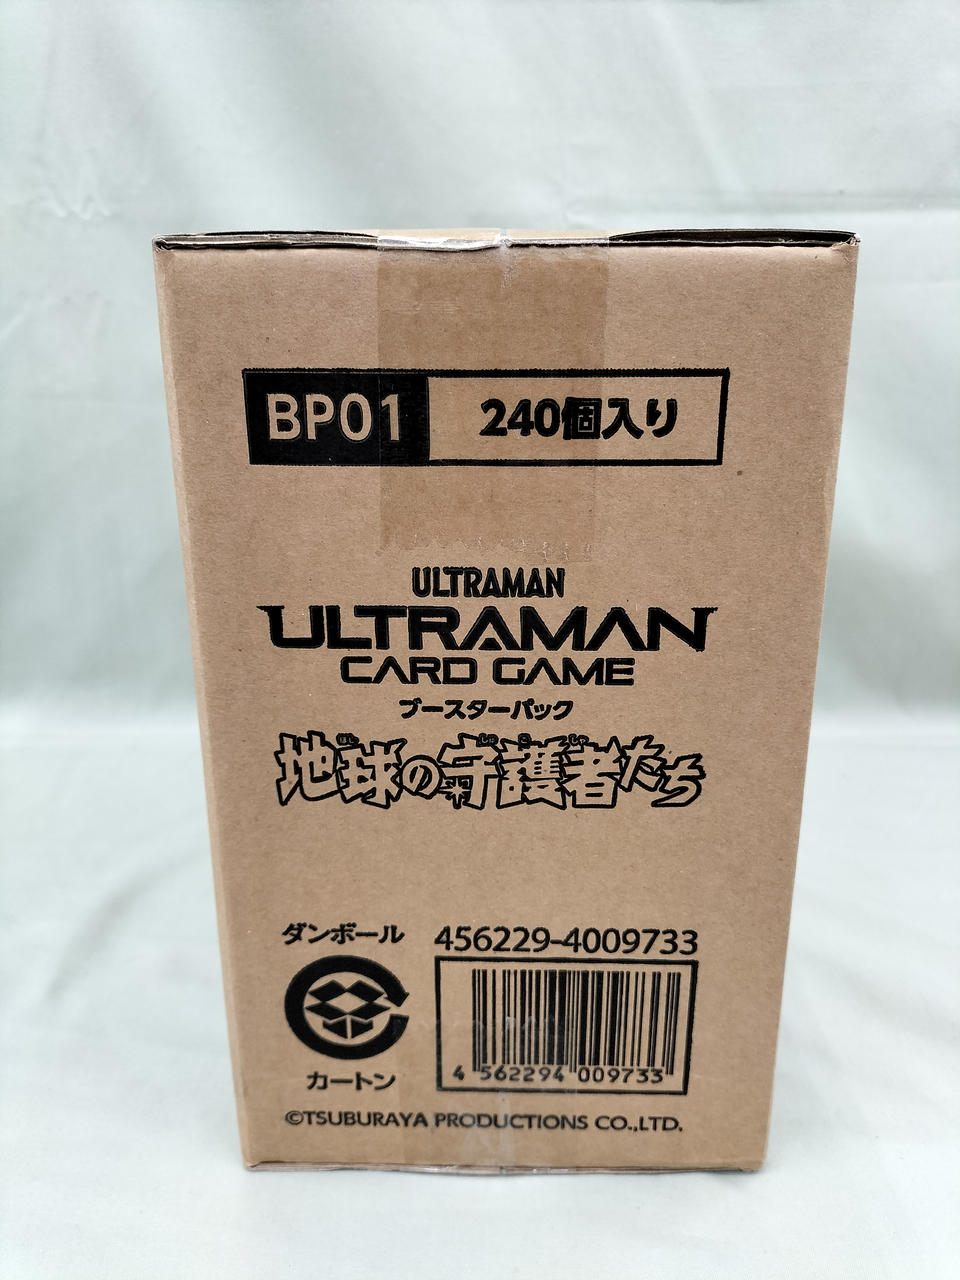 BP01 240個入り
ULTRAMAN
ULTRAMAN
CARD GAME
ブースターパック
地球の守護者たち
ダンボール
456229-4009733
4 562294 009733
カートン
©TSUBURAYA PRODUCTIONS CO.,LTD.